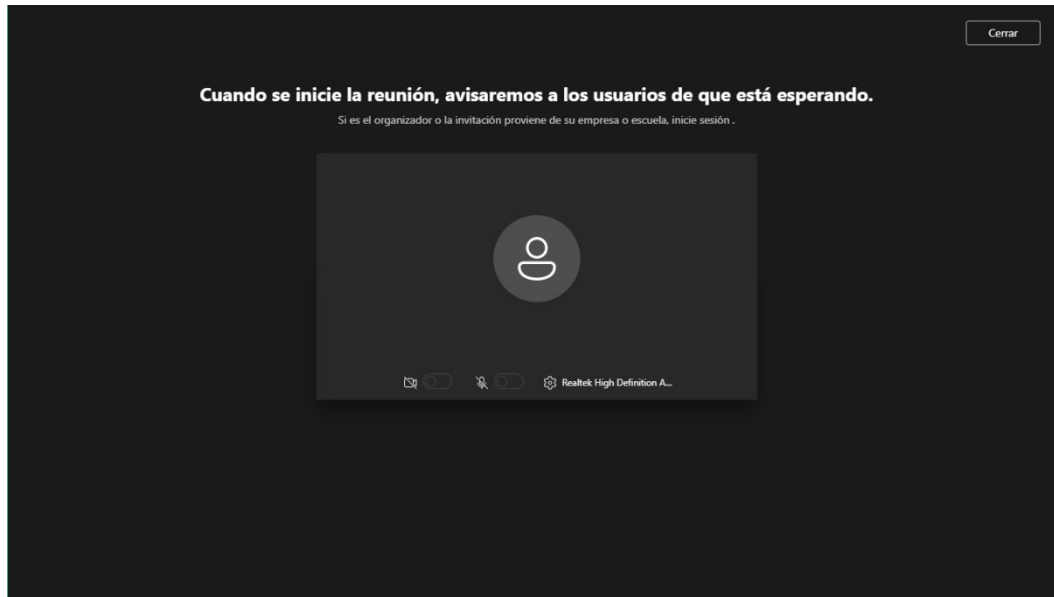 Cerrar
Cuando se inicie la reunión, avisaremos a los usuarios de que está esperando.
Si es el organizador o la invitación proviene de su empresa o escuela, inicie sesión .
Realtek High Definition A...